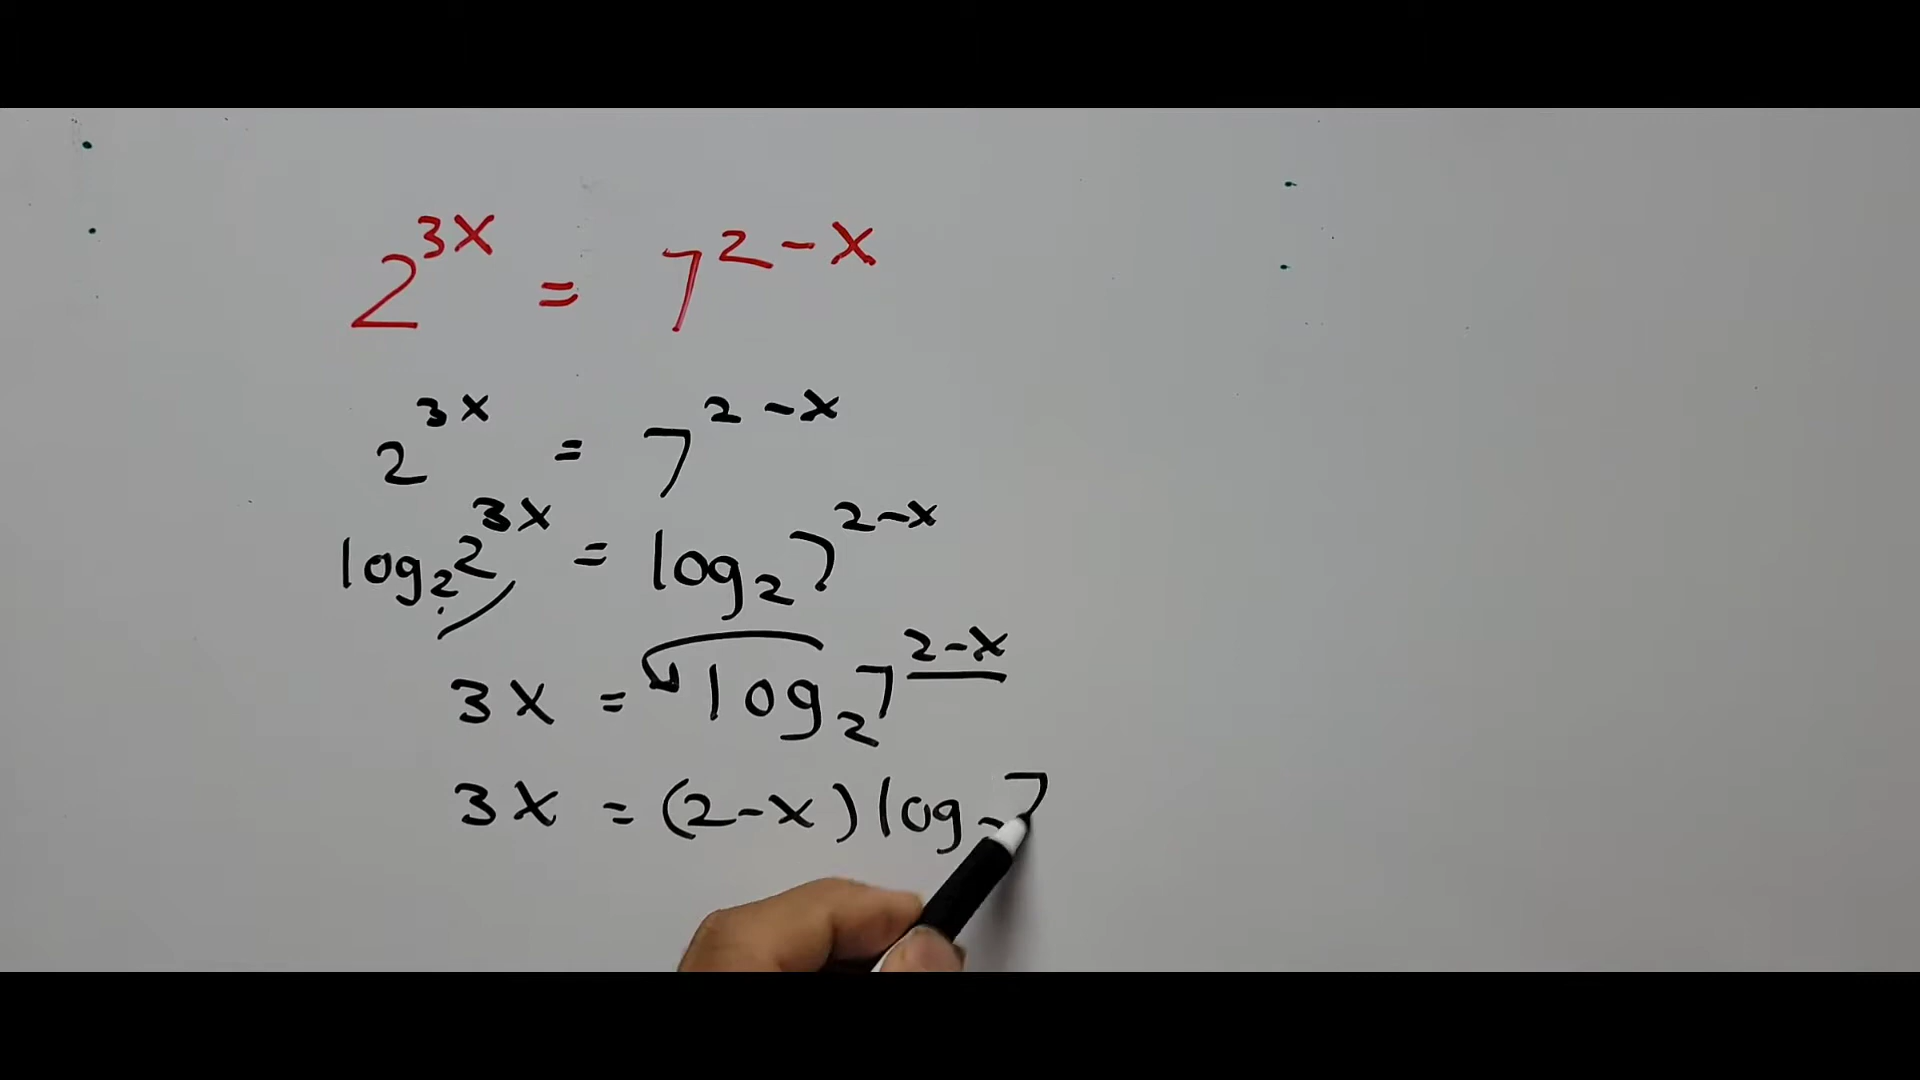 2^{3x} = 7^{2-x}
2^{3x} = 7^{2-x}
log_2 2^{3x} = log_2 7^{2-x}
3x = log_2 7^{2-x}
3x = (2-x) log 7